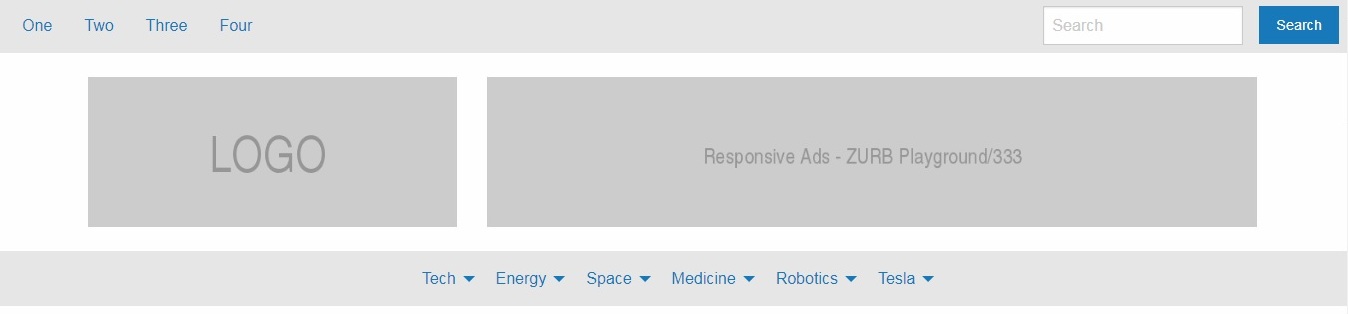 One Two Three Four Search Search
LOGO
Responsive Ads - ZURB Playground/333
Tech Energy Space Medicine Robotics Tesla